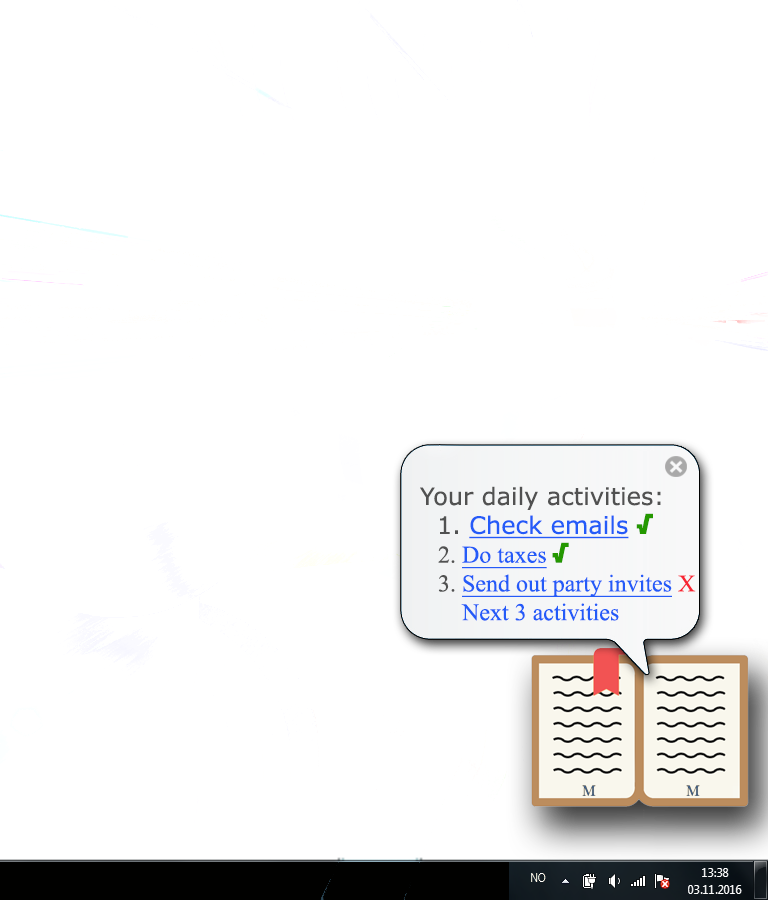 Your daily activities:
1. Check emails √
2. Do taxes √
3. Send out party invites X
Next 3 activities
M M
NO 13:38
03.11.2016